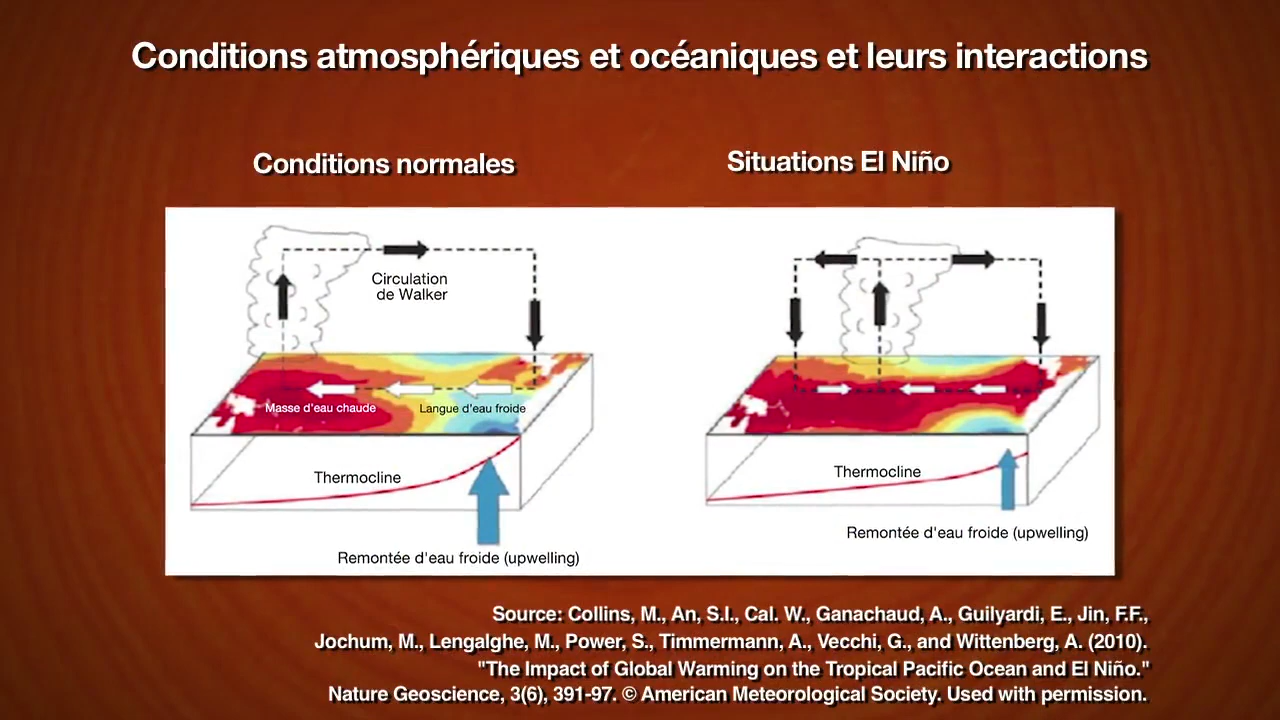 Conditions atmosphériques et océaniques et leurs interactions
Conditions normales
Situations El Niño
Circulation
de Walker
Masse d'eau chaude
Langue d'eau froide
Thermocline
Remontée d'eau froide (upwelling)
Thermocline
Remontée d'eau froide (upwelling)
Source: Collins, M., An, S.I., Cal. W., Ganachaud, A., Guilyardi, E., Jin, F.F.,
Jochum, M., Lengalghe, M., Power, S., Timmermann, A., Vecchi, G., and Wittenberg, A. (2010).
"The Impact of Global Warming on the Tropical Pacific Ocean and El Niño."
Nature Geoscience, 3(6), 391-97. © American Meteorological Society. Used with permission.